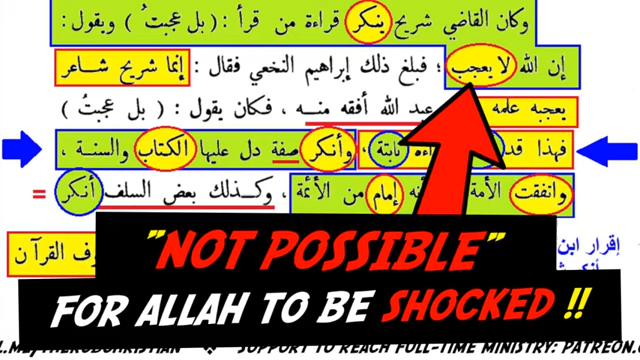 وكان القاضي شريح ينكر قراءة من قرأ : ( بل عجبتُ ) ويقول :
إن الله لا يعجب ؛ فبلغ ذلك إبراهيم النخعي فقال : إنما شريح شاعر
يعجبه علمه عبد الله أفقه منه ، فكان يقول : ( بل عجبتُ )
فهذا قد ثابتة ، وأنكر صفة دل عليها الكتاب والسنة ،
واتفقت الأمة إمام من الأئمة ، وكذلك بعض السلف أنكر =
"NOT POSSIBLE"
إقرار ابن
القرآن
FOR ALLAH TO BE SHOCKED !!
SUPPORT TO REACH FULL-TIME MINISTRY: PATREON.